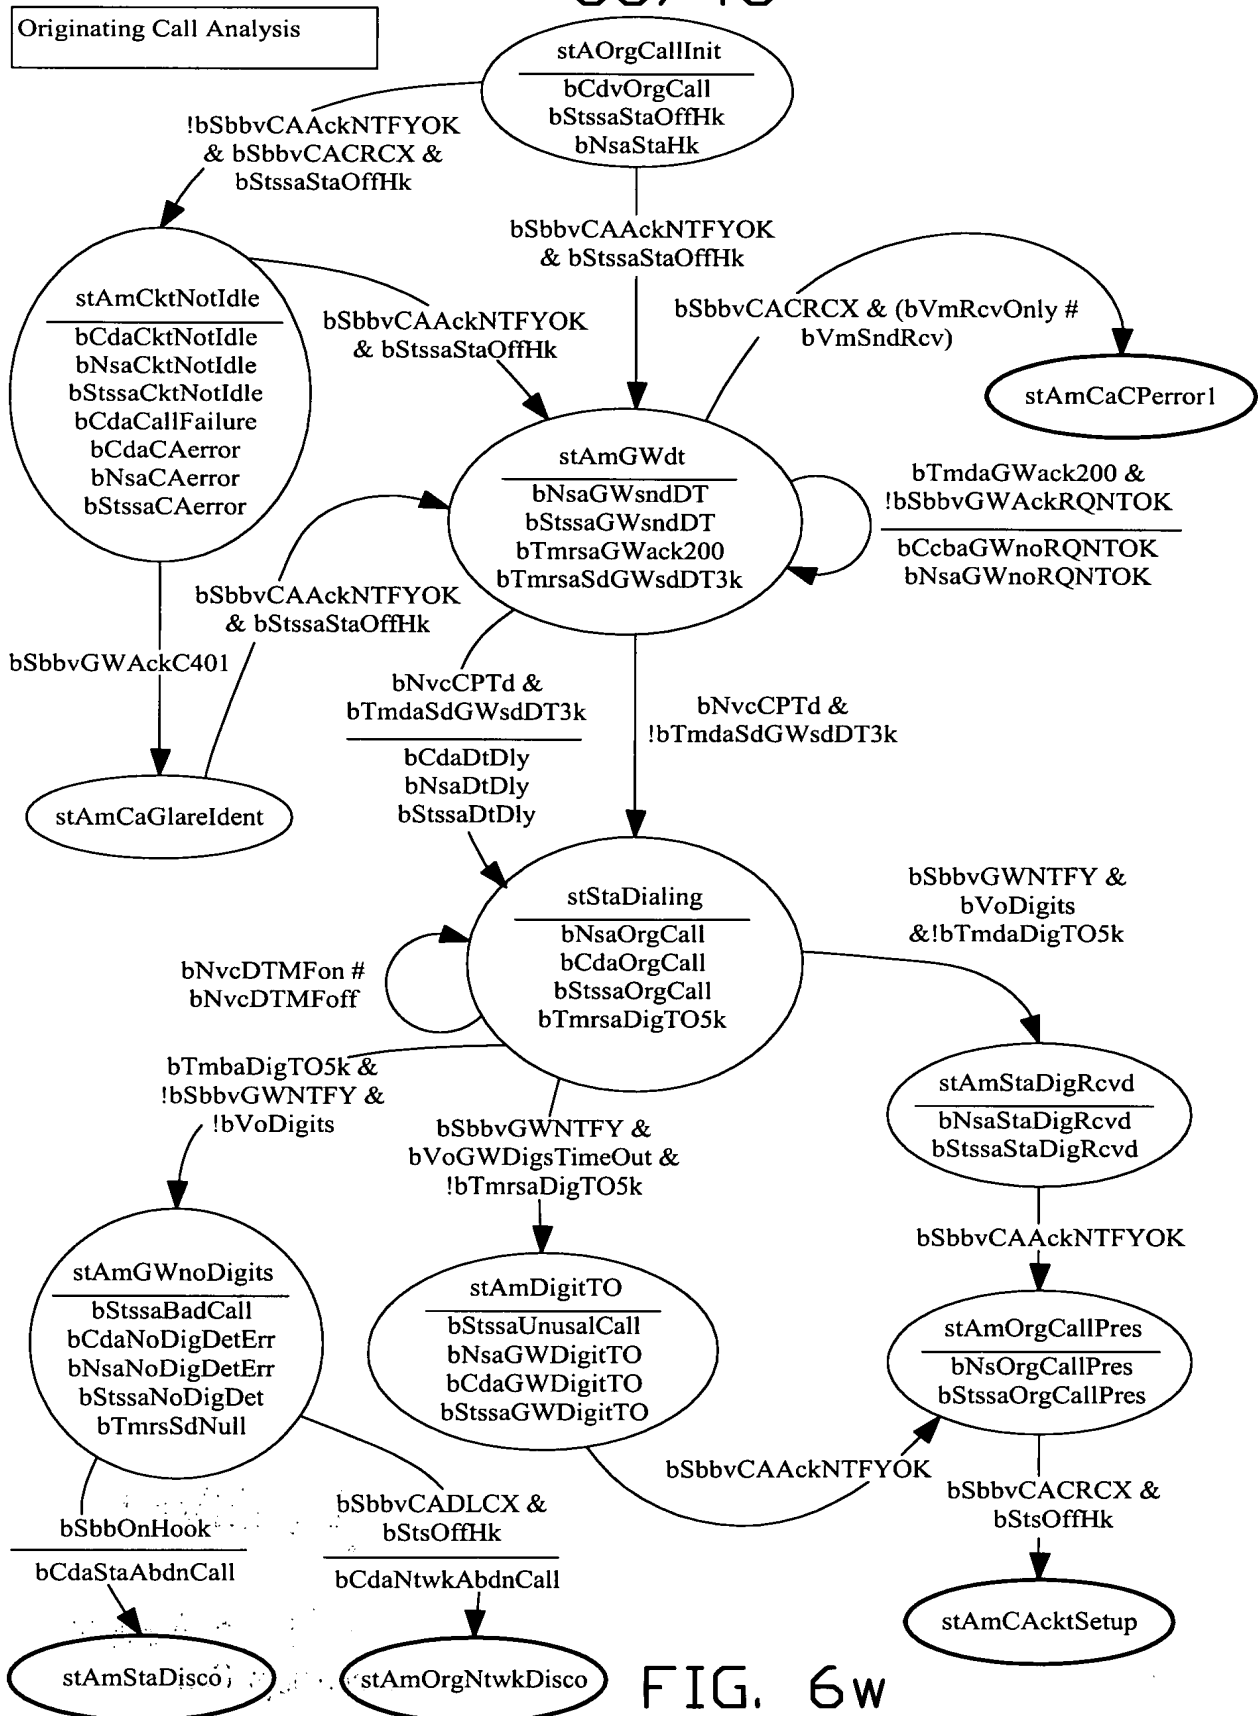 Originating Call Analysis
stAOrgCallInit
bCdvOrgCall
bStssaStaOffHk
bNsaStaHk
!bSbbvCAAckNTFYOK
& bSbbvCACRCX &
bStssaStaOffHk
bSbbvCAAckNTFYOK
& bStssaStaOffHk
stAmCktNotIdle
bCdaCktNotIdle
bNsaCktNotIdle
bStssaCktNotIdle
bCdaCallFailure
bCdaCAerror
bNsaCAerror
bStssaCAerror
bSbbvCAAckNTFYOK
& bStssaStaOffHk
bSbbvCACRCX & (bVmRcvOnly #
bVmSndRcv)
stAmCaCPerror1
stAmGWdt
bNsaGWsndDT
bStssaGWsndDT
bTmrsaGWack200
bTmrsaSdGWsdDT3k
bTmdaGWack200 &
!bSbbvGWAckRQNTOK
bCcbaGWnoRQNTOK
bNsaGWnoRQNTOK
bSbbvCAAckNTFYOK
& bStssaStaOffHk
bSbbvGWAckC401
bNvcCPTd &
bTmdaSdGWsdDT3k
bCdaDtDly
bNsaDtDly
bStssaDtDly
bNvcCPTd &
!bTmdaSdGWsdDT3k
stAmCaGlareIdent
stStaDialing
bNsaOrgCall
bCdaOrgCall
bStssaOrgCall
bTmrsaDigTO5k
bSbbvGWNTFY &
bVoDigits
&!bTmdaDigTO5k
bNvcDTMFon #
bNvcDTMFoff
bTmbaDigTO5k &
!bSbbvGWNTFY &
!bVoDigits
bSbbvGWNTFY &
bVoGWDigsTimeOut &
!bTmrsaDigTO5k
stAmStaDigRcvd
bNsaStaDigRcvd
bStssaStaDigRcvd
bSbbvCAAckNTFYOK
stAmGWnoDigits
bStssaBadCall
bCdaNoDigDetErr
bNsaNoDigDetErr
bStssaNoDigDet
bTmrsSdNull
stAmDigitTO
bStssaUnusalCall
bNsaGWDigitTO
bCdaGWDigitTO
bStssaGWDigitTO
stAmOrgCallPres
bNsOrgCallPres
bStssaOrgCallPres
bSbbvCAAckNTFYOK
bSbbvCACRCX &
bStsOffHk
bSbbOnHook
bCdaStaAbdnCall
bSbbvCADLCX &
bStsOffHk
bCdaNtwkAbdnCall
stAmCAcktSetup
stAmStaDisco
stAmOrgNtwkDisco
FIG. 6w